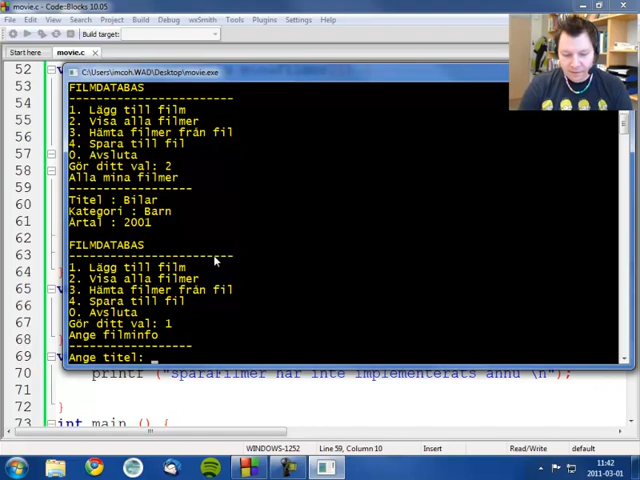 movie.c - Code::Blocks 10.05
File Edit View Search Project Build Debug wxSmith Tools Plugins Settings Help
Build target:
Start here movie.c
52
53
54
55
56
57
58
59
60
61
62
63
64
65
66
67
68
69
70
71
72
73
C:\Users\imcoh.WAD\Desktop\movie.exe
FILMDATABAS
------------------------
1. Lägg till film
2. Visa alla filmer
3. Hämta filmer från fil
4. Spara till fil
0. Avsluta
Gör ditt val: 2
Alla mina filmer
------------------
Titel : Bilar
Kategori : Barn
Årtal : 2001
FILMDATABAS
------------------------
1. Lägg till film
2. Visa alla filmer
3. Hämta filmer från fil
4. Spara till fil
0. Avsluta
Gör ditt val: 1
Ange filminfo
------------------
Ange titel: _
printf ("sparaFilmer har inte implementerats ännu \n");
}
int main () {
WINDOWS-1252 Line 59, Column 10 Insert Read/Write default
11:42
2011-03-01